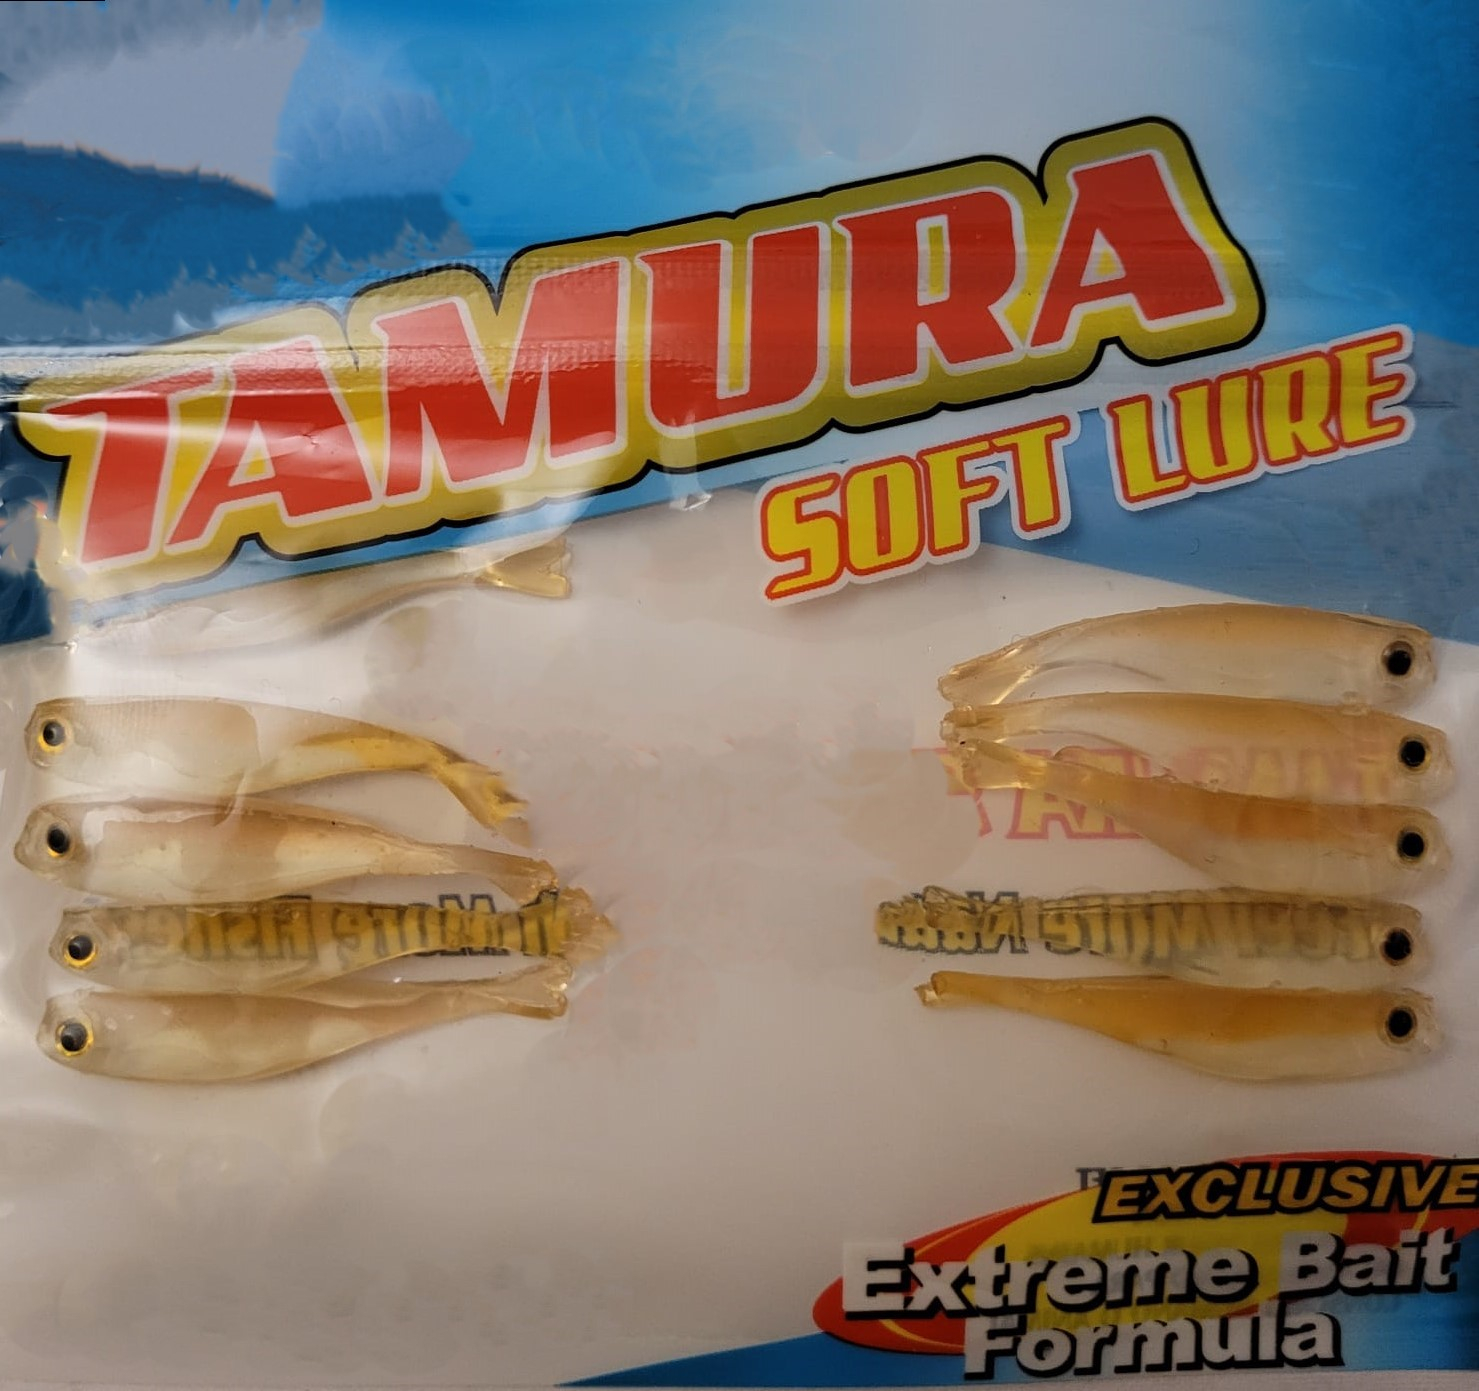 TAMURA
SOFT LURE
EXCLUSIVE
Extreme Bait
Formula